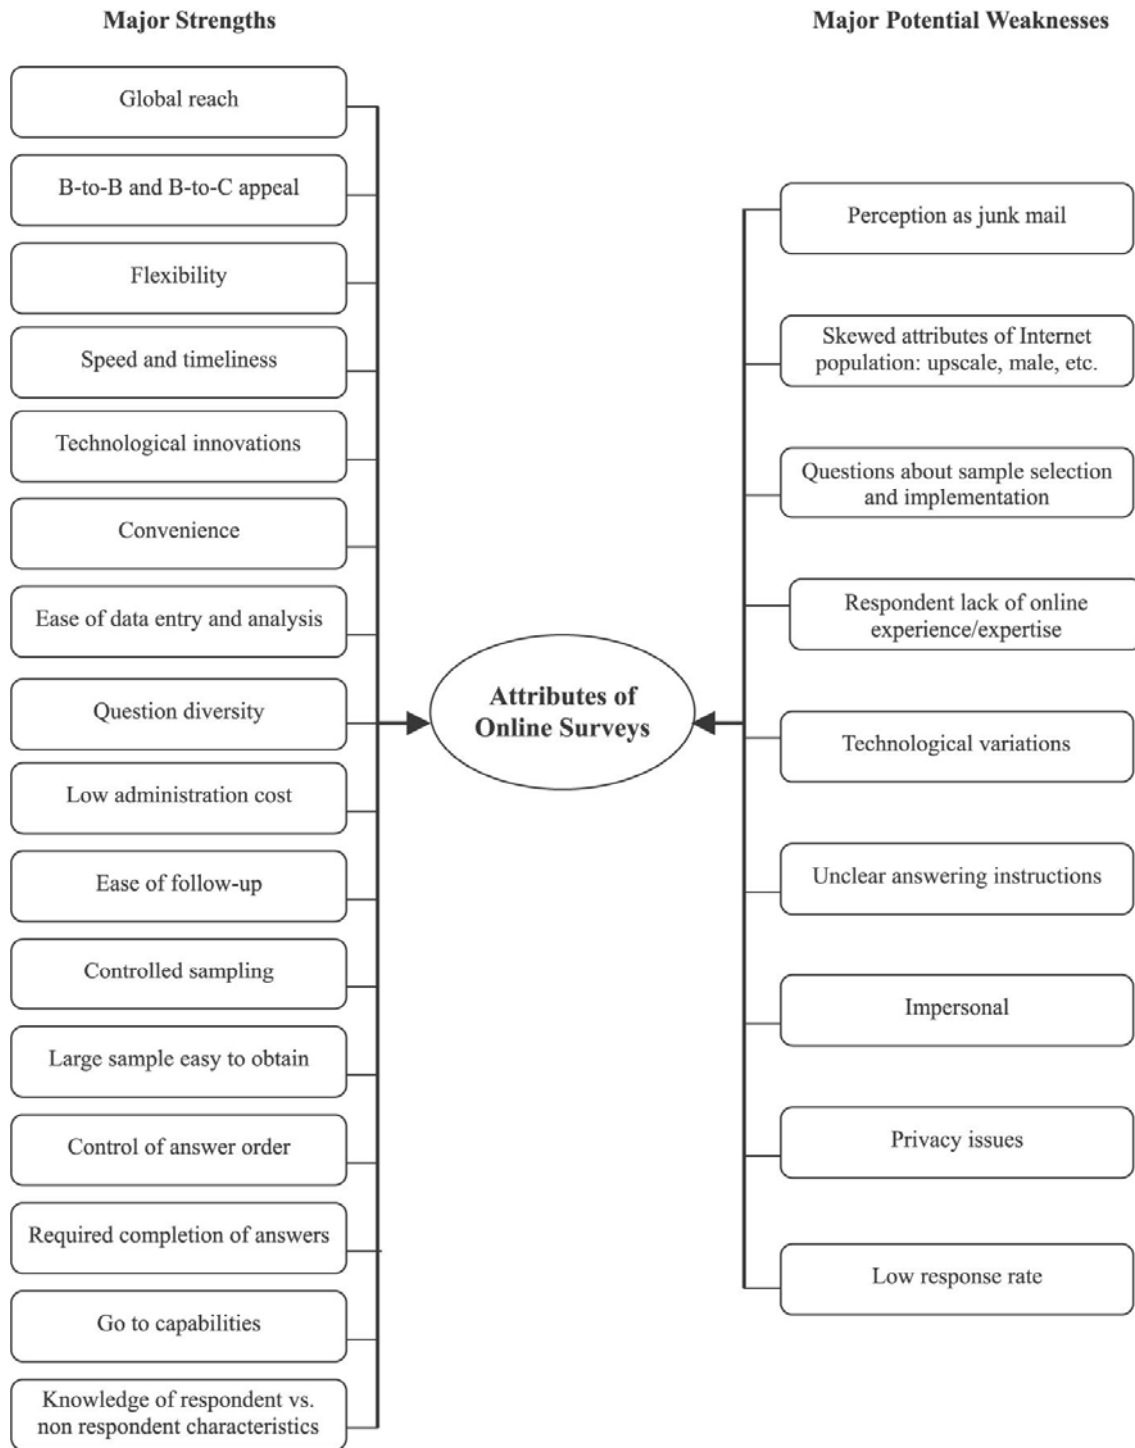 Major Strengths
Global reach
B-to-B and B-to-C appeal
Flexibility
Speed and timeliness
Technological innovations
Convenience
Ease of data entry and analysis
Question diversity
Low administration cost
Ease of follow-up
Controlled sampling
Large sample easy to obtain
Control of answer order
Required completion of answers
Go to capabilities
Knowledge of respondent vs.
non respondent characteristics
Attributes of
Online Surveys
Major Potential Weaknesses
Perception as junk mail
Skewed attributes of Internet
population: upscale, male, etc.
Questions about sample selection
and implementation
Respondent lack of online
experience/expertise
Technological variations
Unclear answering instructions
Impersonal
Privacy issues
Low response rate